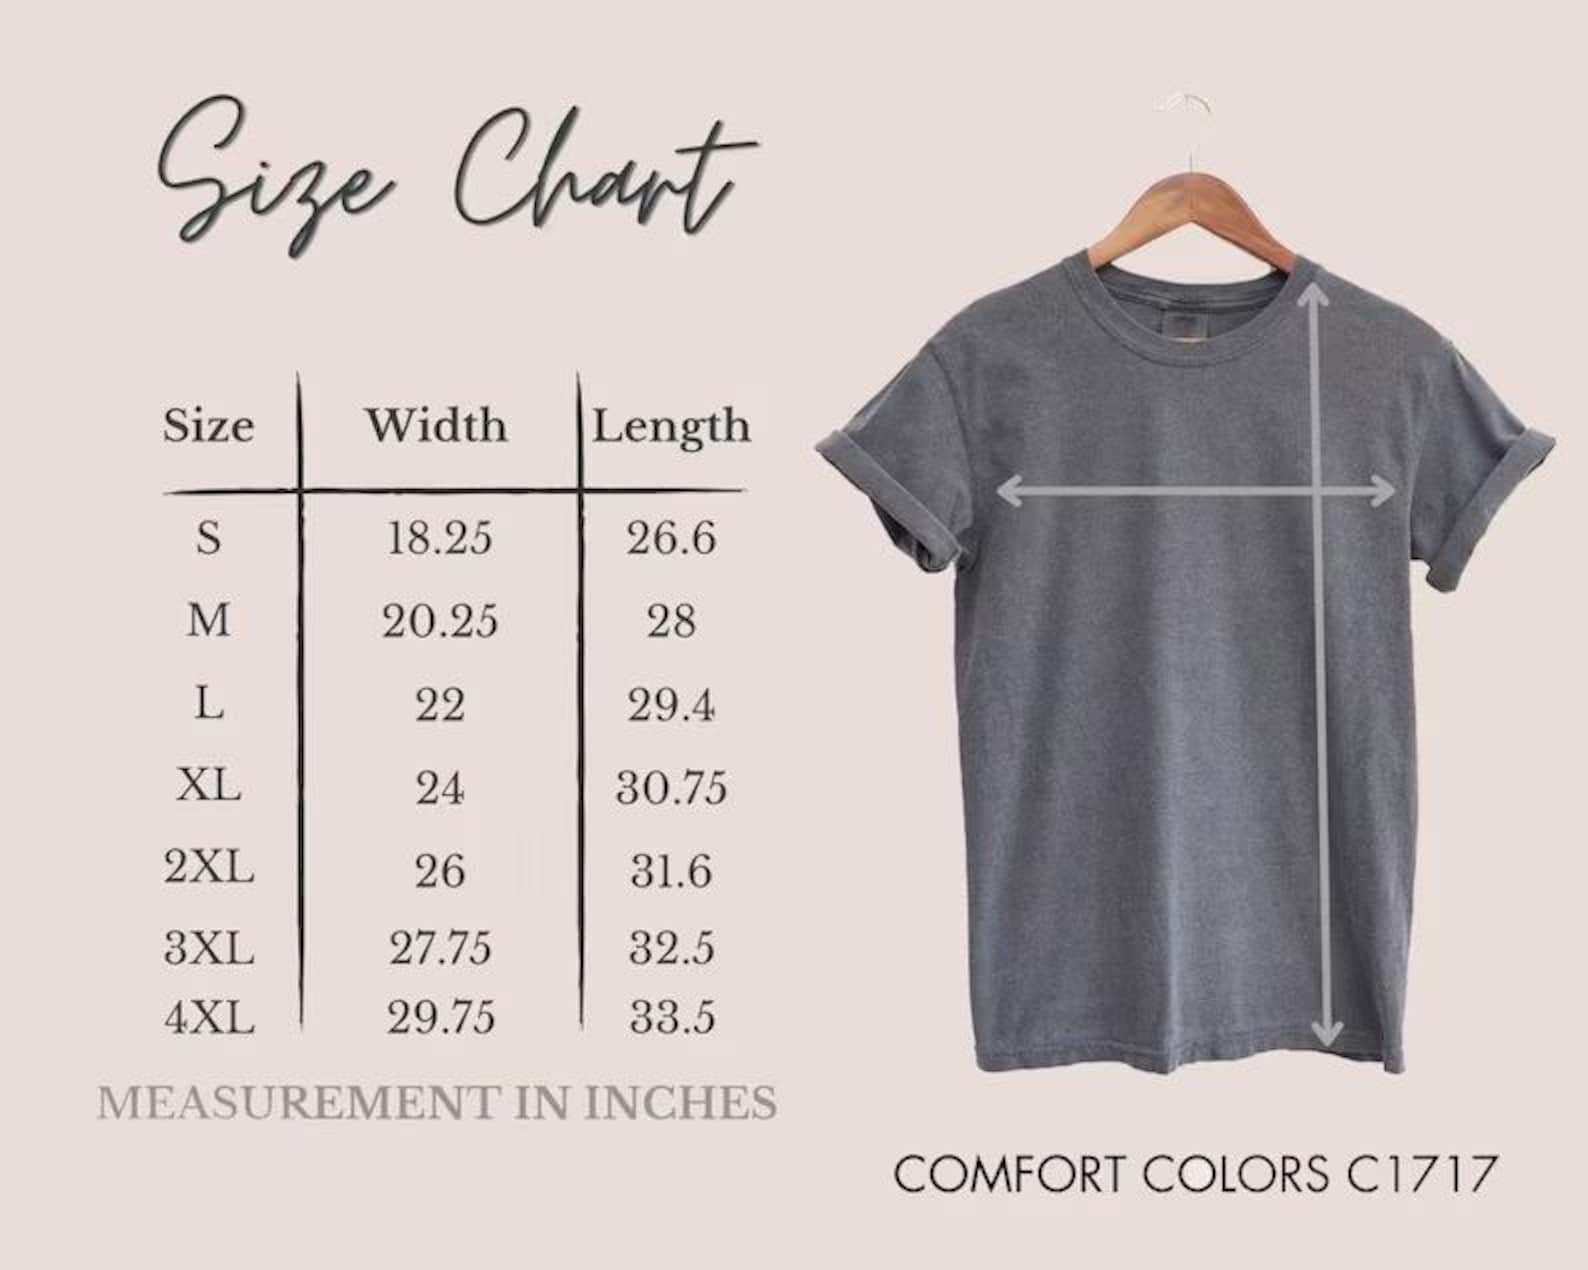 Size Chart
Size Width Length
S 18.25 26.6
M 20.25 28
L 22 29.4
XL 24 30.75
2XL 26 31.6
3XL 27.75 32.5
4XL 29.75 33.5
MEASUREMENT IN INCHES
COMFORT COLORS C1717